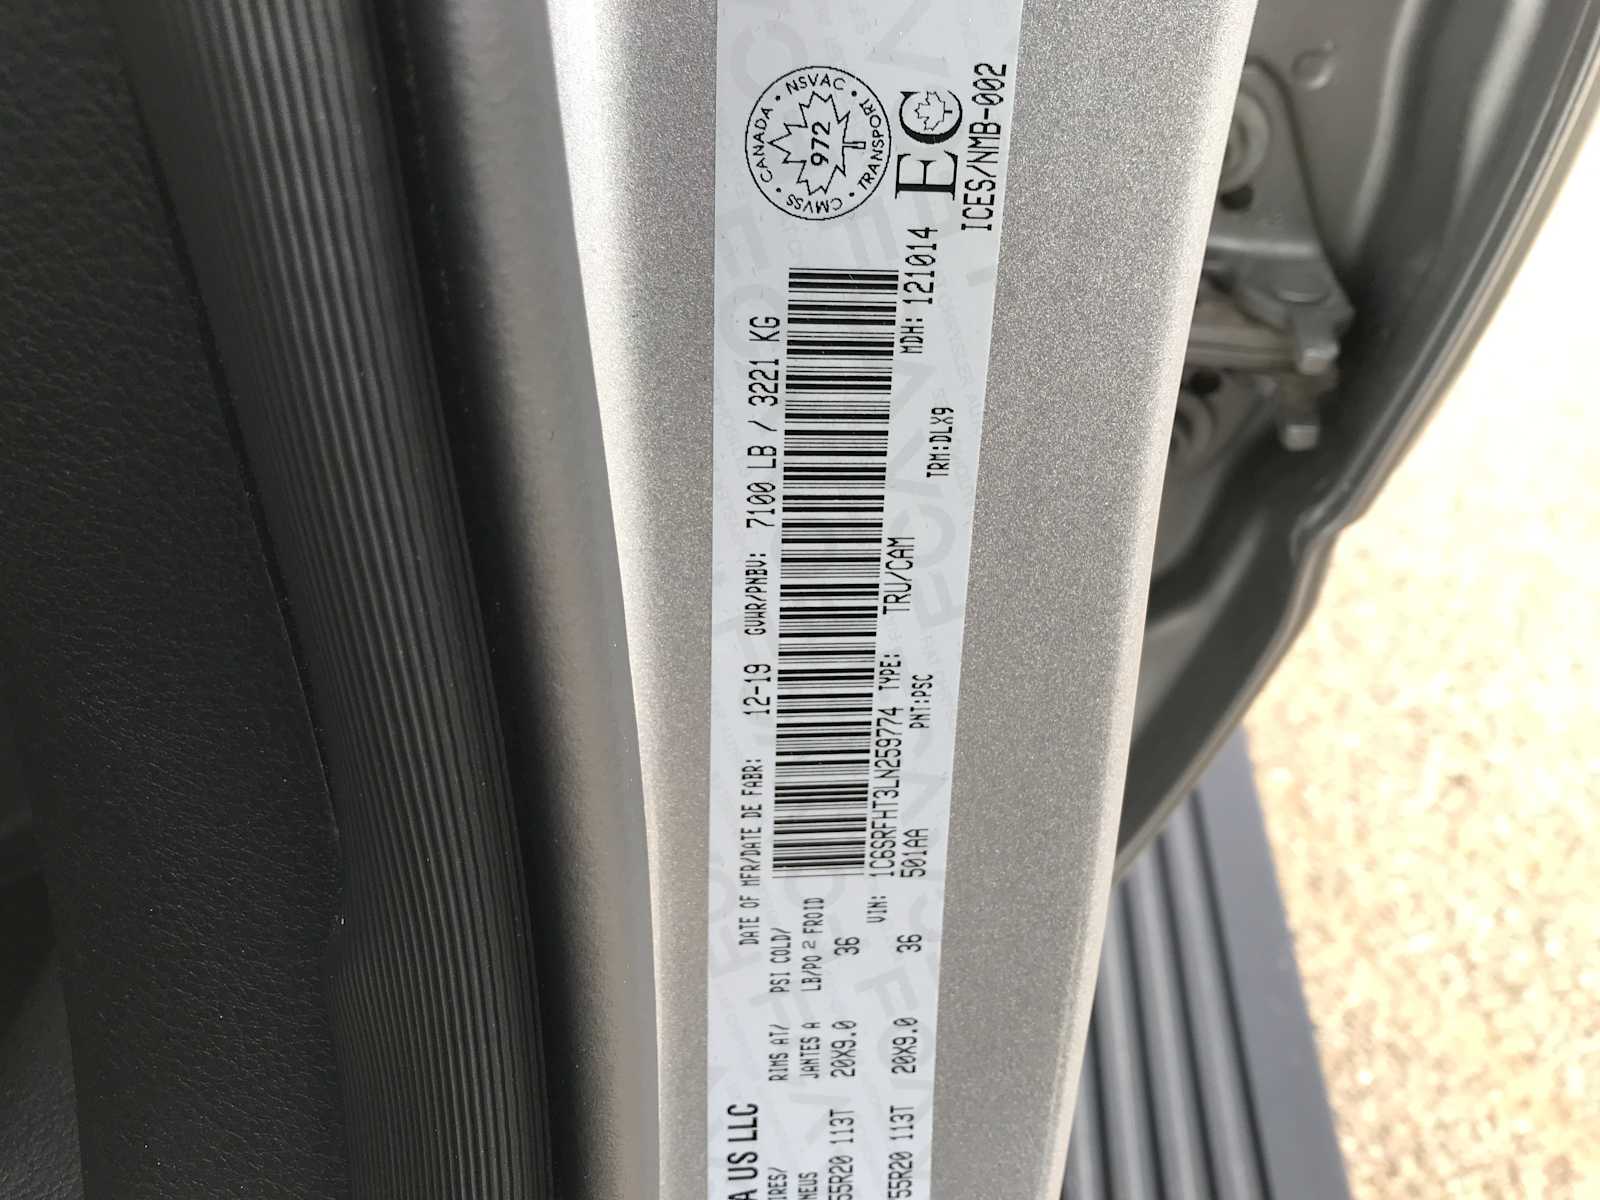 A US LLC
DATE OF MFR/DATE DE FABR: 12-19 GVWR/PNBV: 7100 LB / 3221 KG
RIMS AT/ PSI COLD/
JANTES A LB/PO 2 FROID
55R20 113T 20X9.0 36
VIN: 1C6SRFHT3LN259774 TYPE: TRU/CAM MDH: 121014
55R20 113T 20X9.0 36
501AA PNT:PSC TRM:DLX9
CANADA • NSVAC • TRANSPORT • CMVSS •
972
EC
ICES/NMB-002